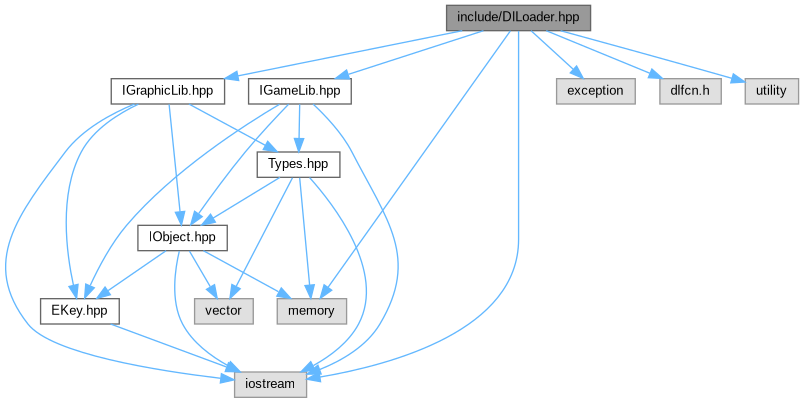 include/DlLoader.hpp
IGraphicLib.hpp
IGameLib.hpp
exception
dlfcn.h
utility
Types.hpp
IObject.hpp
EKey.hpp
vector
memory
iostream